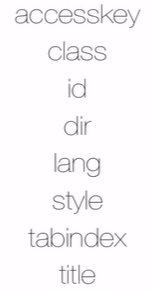 accesskey
class
id
dir
lang
style
tabindex
title